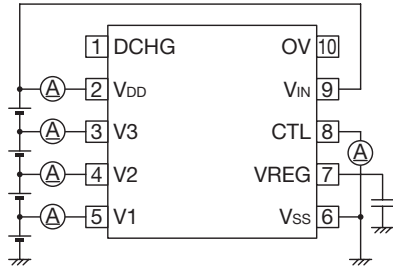 1 DCHG OV 10
A 2 VDD VIN 9
A 3 V3 CTL 8
A
A 4 V2 VREG 7
A 5 V1 VSS 6